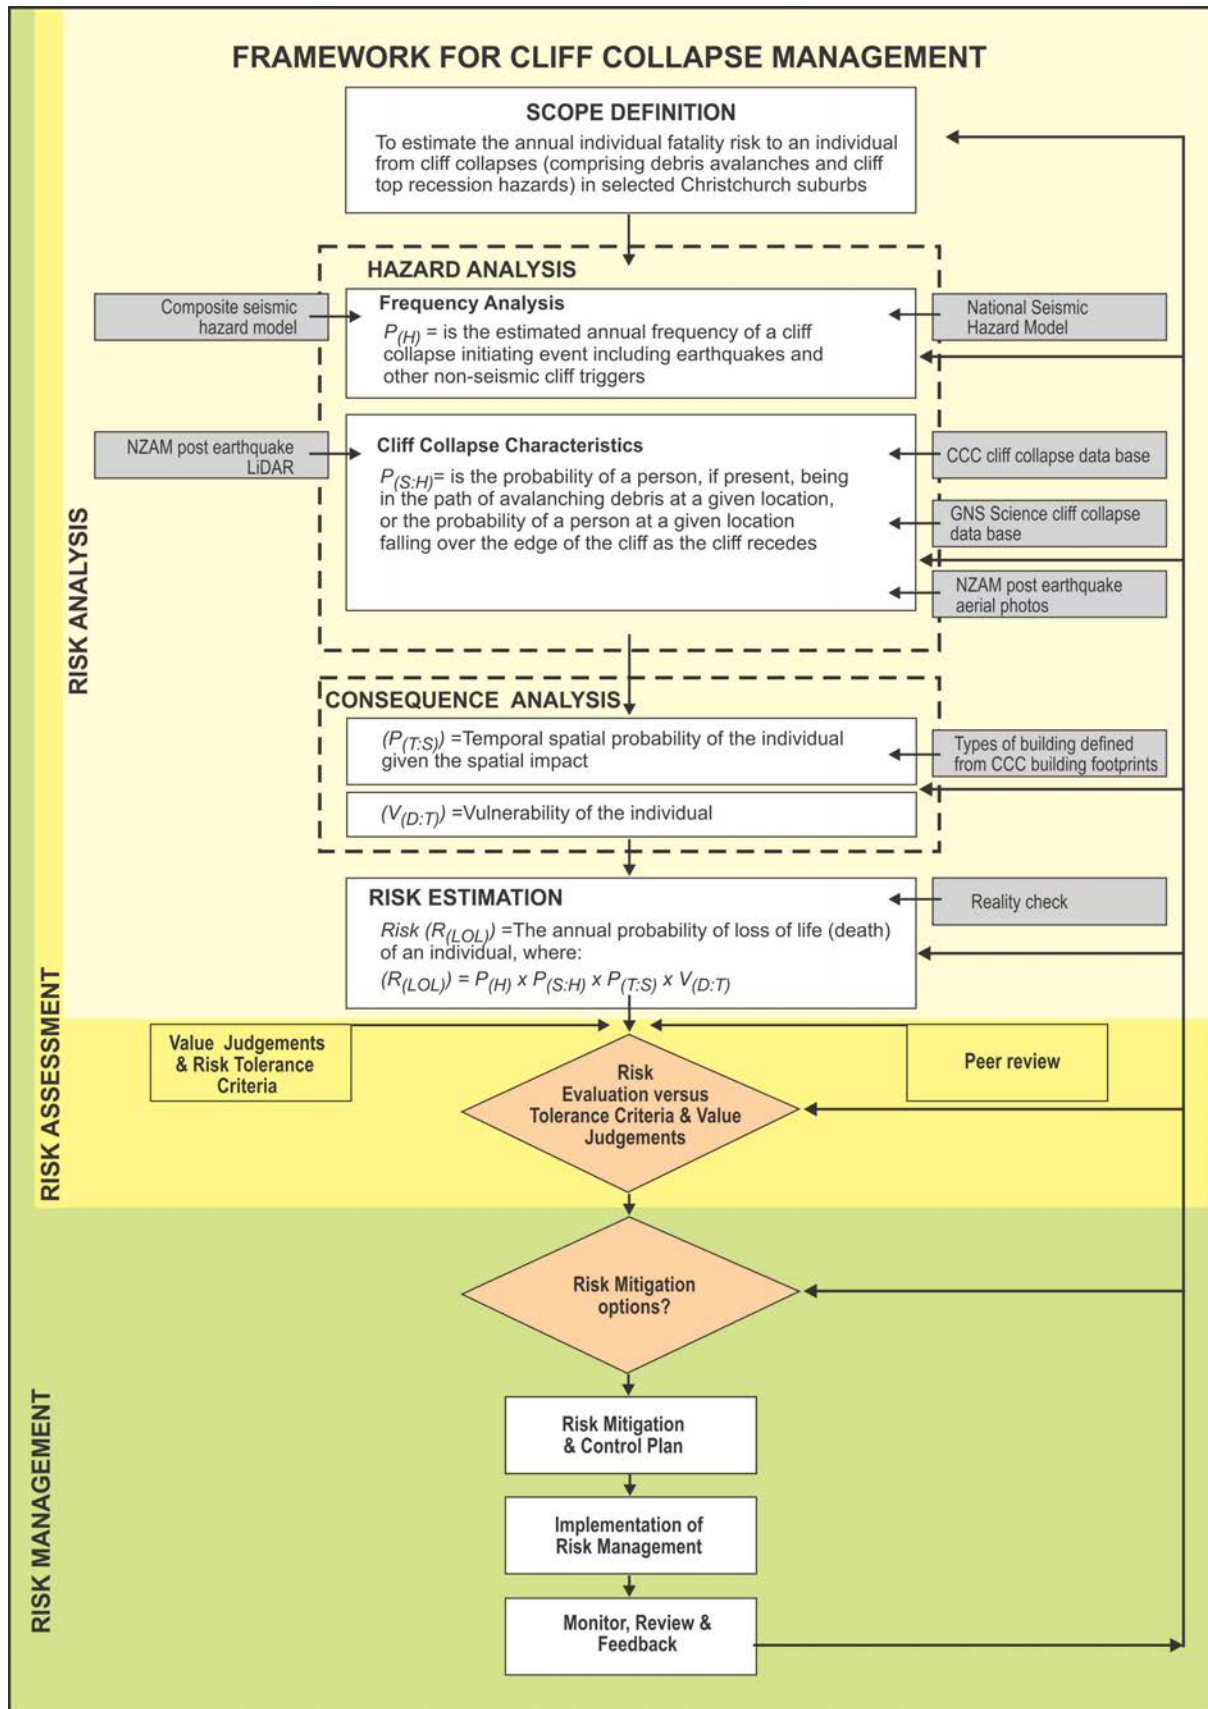 FRAMEWORK FOR CLIFF COLLAPSE MANAGEMENT
SCOPE DEFINITION
To estimate the annual individual fatality risk to an individual
from cliff collapses (comprising debris avalanches and cliff
top recession hazards) in selected Christchurch suburbs
HAZARD ANALYSIS
Composite seismic
hazard model
Frequency Analysis
P(H) = is the estimated annual frequency of a cliff
collapse initiating event including earthquakes and
other non-seismic cliff triggers
National Seismic
Hazard Model
NZAM post earthquake
LiDAR
Cliff Collapse Characteristics
P(S:H)= is the probability of a person, if present, being
in the path of avalanching debris at a given location,
or the probability of a person at a given location
falling over the edge of the cliff as the cliff recedes
CCC cliff collapse data base
GNS Science cliff collapse
data base
NZAM post earthquake
aerial photos
RISK ANALYSIS
CONSEQUENCE ANALYSIS
(P(T:S)) =Temporal spatial probability of the individual
given the spatial impact
Types of building defined
from CCC building footprints
(V(D:T)) =Vulnerability of the individual
RISK ESTIMATION
Risk (R(LOL)) =The annual probability of loss of life (death)
of an individual, where:
(R(LOL)) = P(H) x P(S:H) x P(T:S) x V(D:T)
Reality check
RISK ASSESSMENT
Value Judgements
& Risk Tolerance
Criteria
Peer review
Risk
Evaluation versus
Tolerance Criteria & Value
Judgements
RISK MANAGEMENT
Risk Mitigation
options?
Risk Mitigation
& Control Plan
Implementation of
Risk Management
Monitor, Review &
Feedback